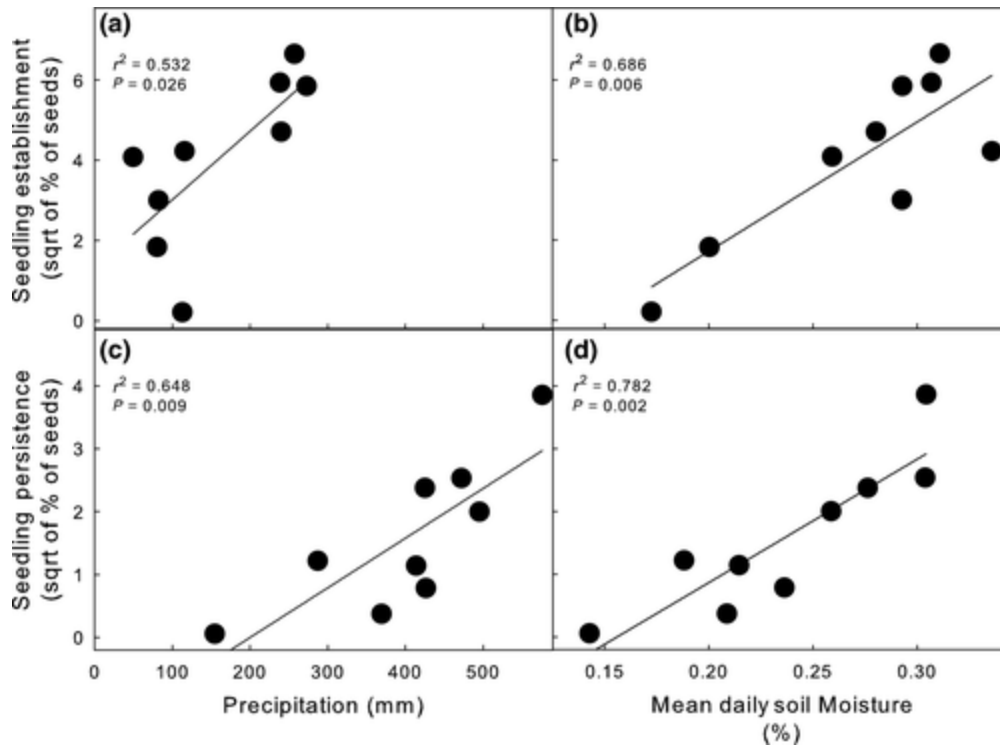 (a)
r² = 0.532
P = 0.026
(b)
r² = 0.686
P = 0.006
Seedling establishment
(sqrt of % of seeds)
6
4
2
0
(c)
r² = 0.648
P = 0.009
(d)
r² = 0.782
P = 0.002
Seedling persistence
(sqrt of % of seeds)
4
3
2
1
0
0 100 200 300 400 500
0.15 0.20 0.25 0.30
Precipitation (mm)
Mean daily soil Moisture
(%)